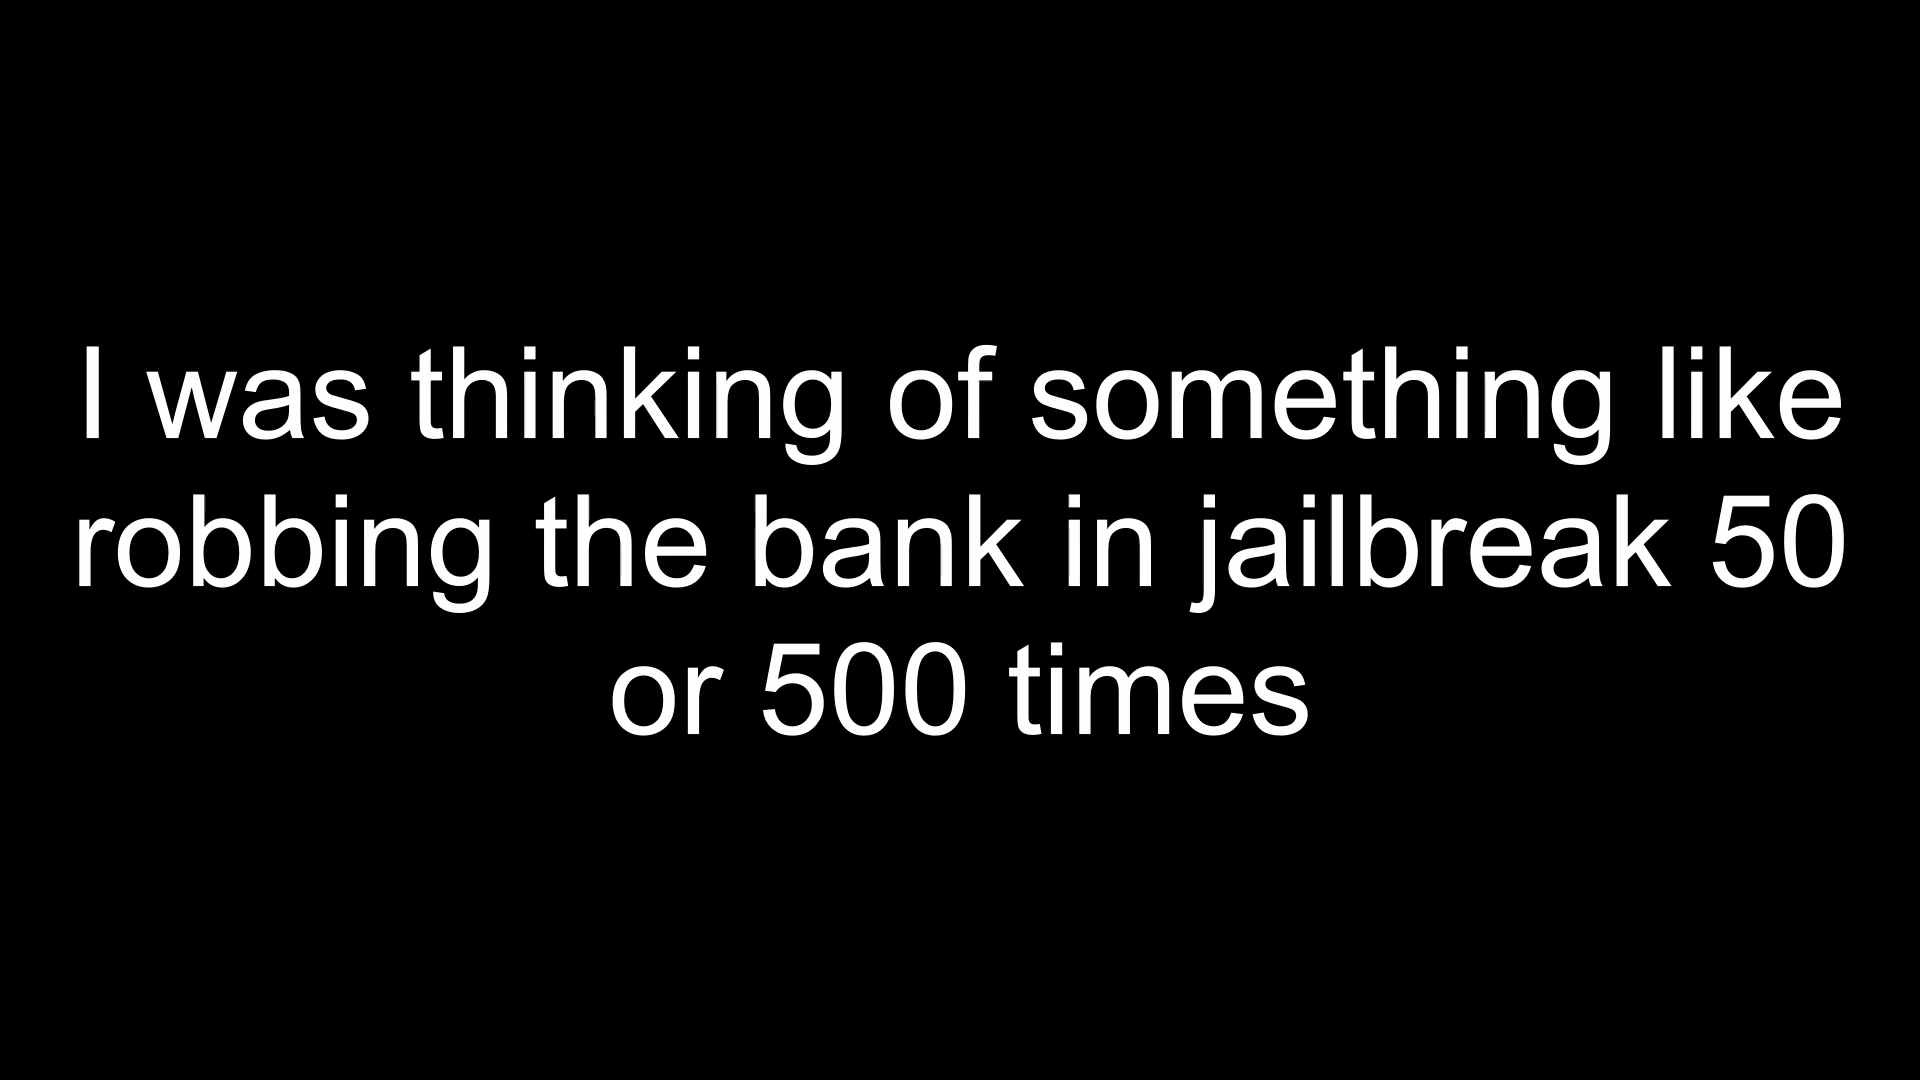 I was thinking of something like
robbing the bank in jailbreak 50
or 500 times